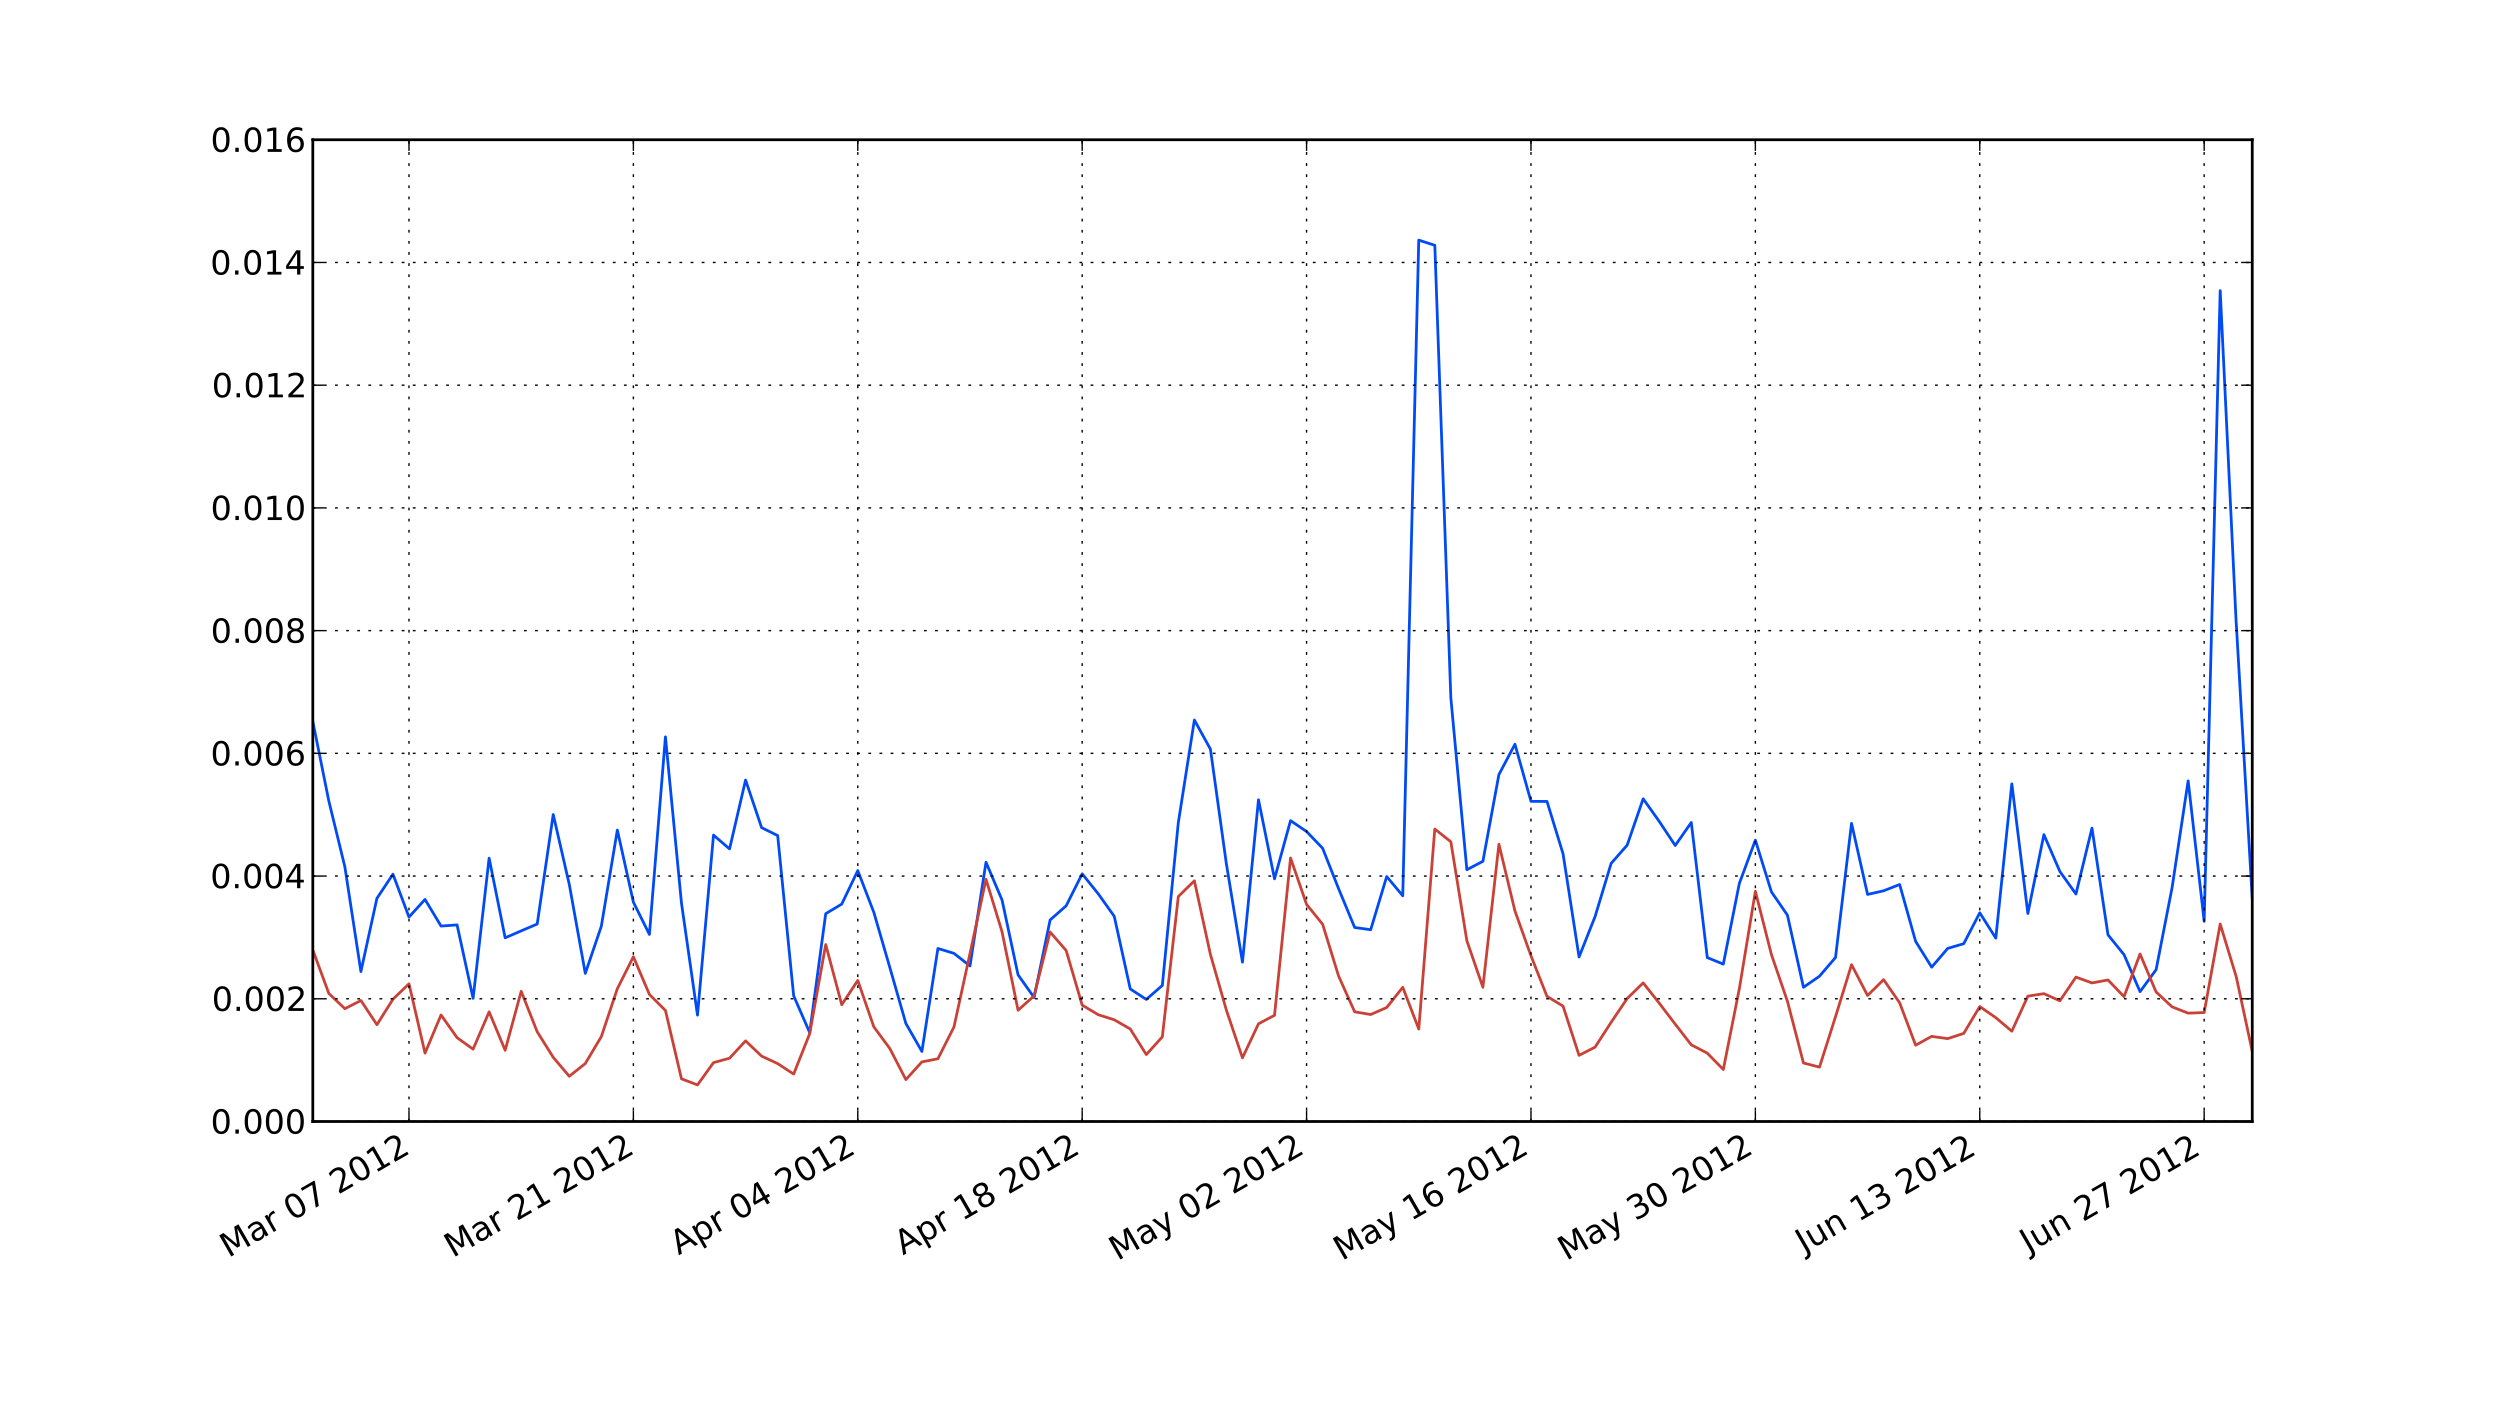 0.016
0.014
0.012
0.010
0.008
0.006
0.004
0.002
0.000
Mar 07 2012
Mar 21 2012
Apr 04 2012
Apr 18 2012
May 02 2012
May 16 2012
May 30 2012
Jun 13 2012
Jun 27 2012